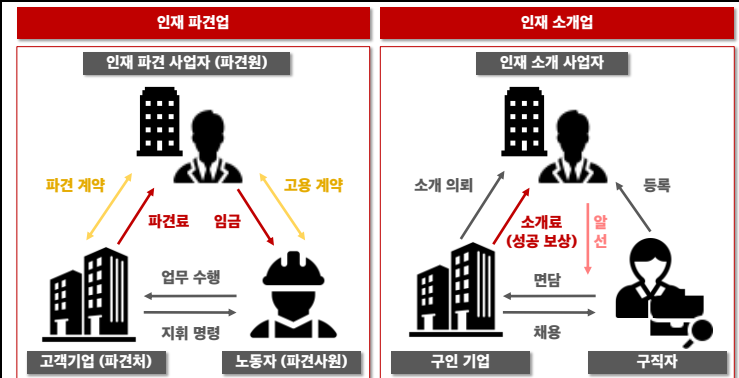 인재 파견업
인재 파견 사업자 (파견원)
파견 계약
고용 계약
파견료
임금
업무 수행
지휘 명령
고객기업 (파견처)
노동자 (파견사원)
인재 소개업
인재 소개 사업자
소개 의뢰
등록
소개료
(성공 보상)
알
선
면담
채용
구인 기업
구직자